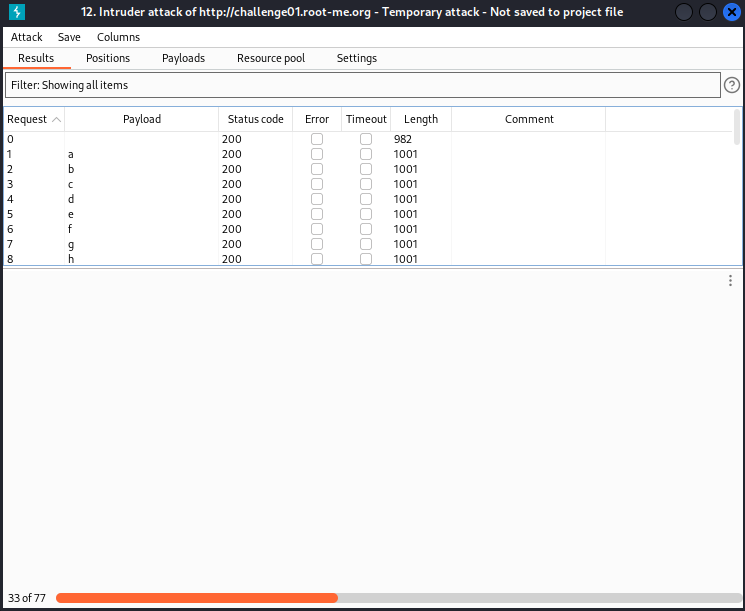 12. Intruder attack of http://challenge01.root-me.org - Temporary attack - Not saved to project file
Attack Save Columns
Results Positions Payloads Resource pool Settings
Filter: Showing all items
?
Request Payload Status code Error Timeout Length Comment
0 200 982
1 a 200 1001
2 b 200 1001
3 c 200 1001
4 d 200 1001
5 e 200 1001
6 f 200 1001
7 g 200 1001
8 h 200 1001
33 of 77